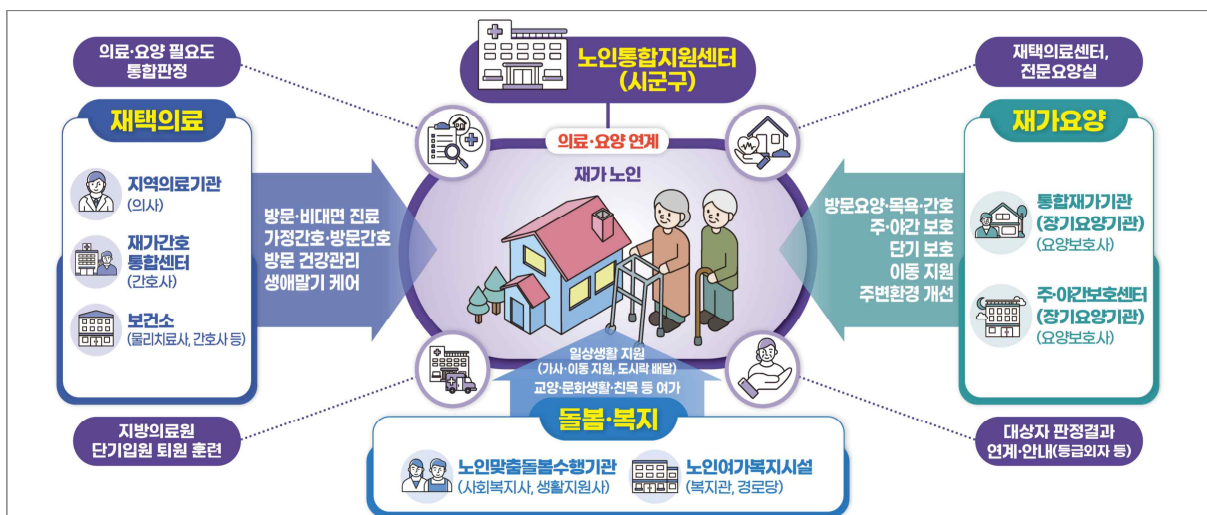 의료·요양 필요도
통합판정
노인통합지원센터
(시군구)
재택의료센터,
전문요양실
재택의료
지역의료기관
(의사)
재가간호
통합센터
(간호사)
보건소
(물리치료사, 간호사 등)
방문·비대면 진료
가정간호·방문간호
방문 건강관리
생애말기 케어
의료·요양 연계
재가 노인
재가요양
방문요양·목욕·간호
주·야간 보호
단기 보호
이동 지원
주변환경 개선
통합재가기관
(장기요양기관)
(요양보호사)
주·야간보호센터
(장기요양기관)
(요양보호사)
일상생활 지원
(가사·이동 지원, 도시락 배달)
교양·문화생활·친목 등 여가
돌봄·복지
노인맞춤돌봄수행기관
(사회복지사, 생활지원사)
노인여가복지시설
(복지관, 경로당)
지방의료원
단기입원 퇴원 훈련
대상자 판정결과
연계·안내(등급외자 등)